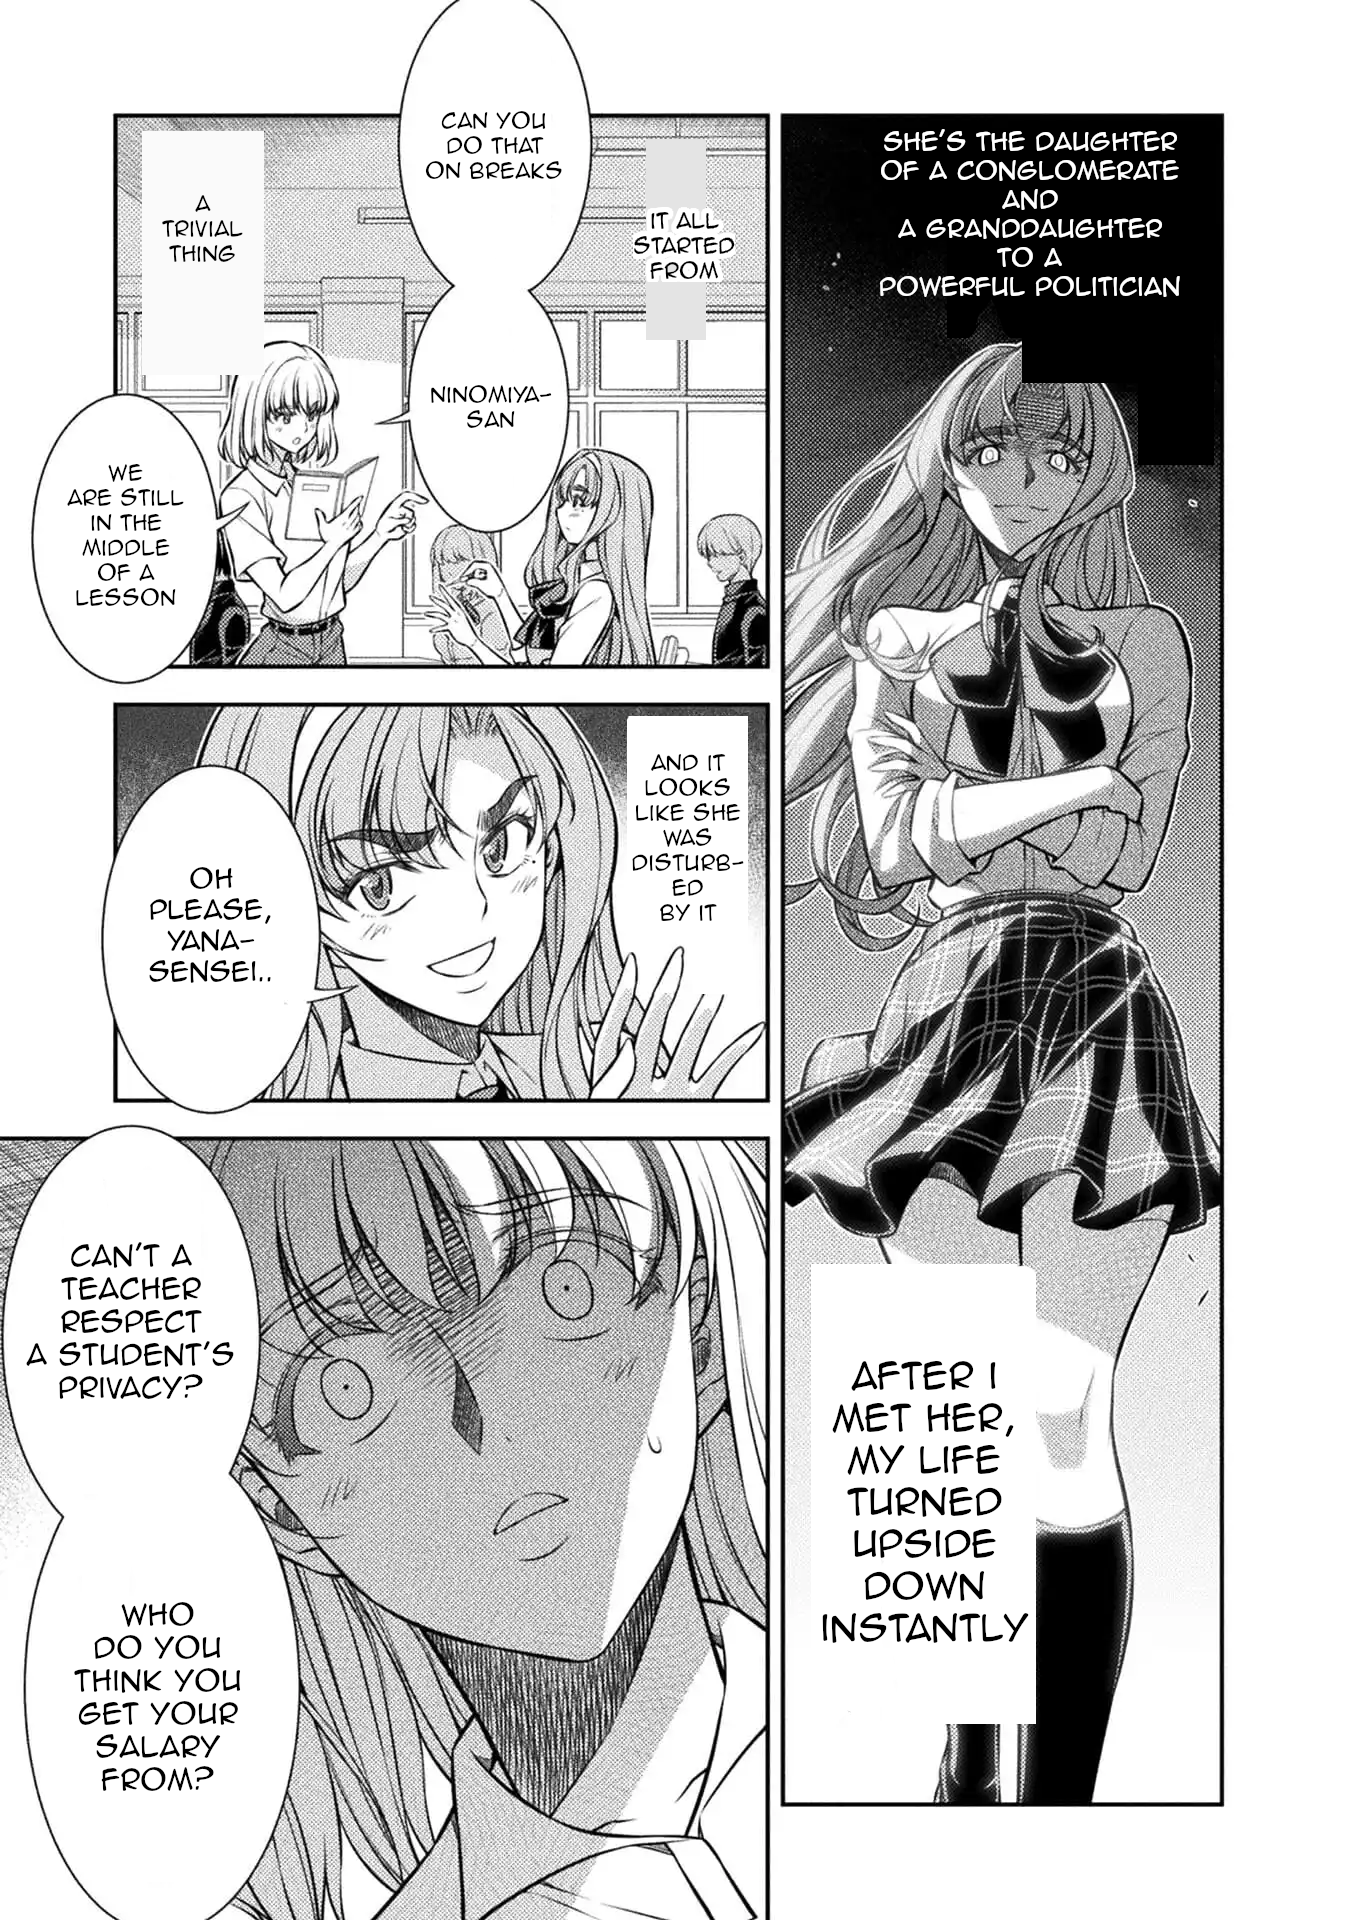 SHE'S THE DAUGHTER
OF A CONGLOMERATE
AND
A GRANDDAUGHTER
TO A
POWERFUL POLITICIAN
AFTER I
MET HER,
MY LIFE
TURNED
UPSIDE
DOWN
INSTANTLY
IT ALL
STARTED
FROM
CAN YOU
DO THAT
ON BREAKS
NINOMIYA-
SAN
A
TRIVIAL
THING
WE
ARE STILL
IN THE
MIDDLE
OF A
LESSON
AND IT
LOOKS
LIKE SHE
WAS
DISTURB-
ED
BY IT
OH
PLEASE,
YANA-
SENSEI..
CAN'T A
TEACHER
RESPECT
A STUDENT'S
PRIVACY?
WHO
DO YOU
THINK YOU
GET YOUR
SALARY
FROM?